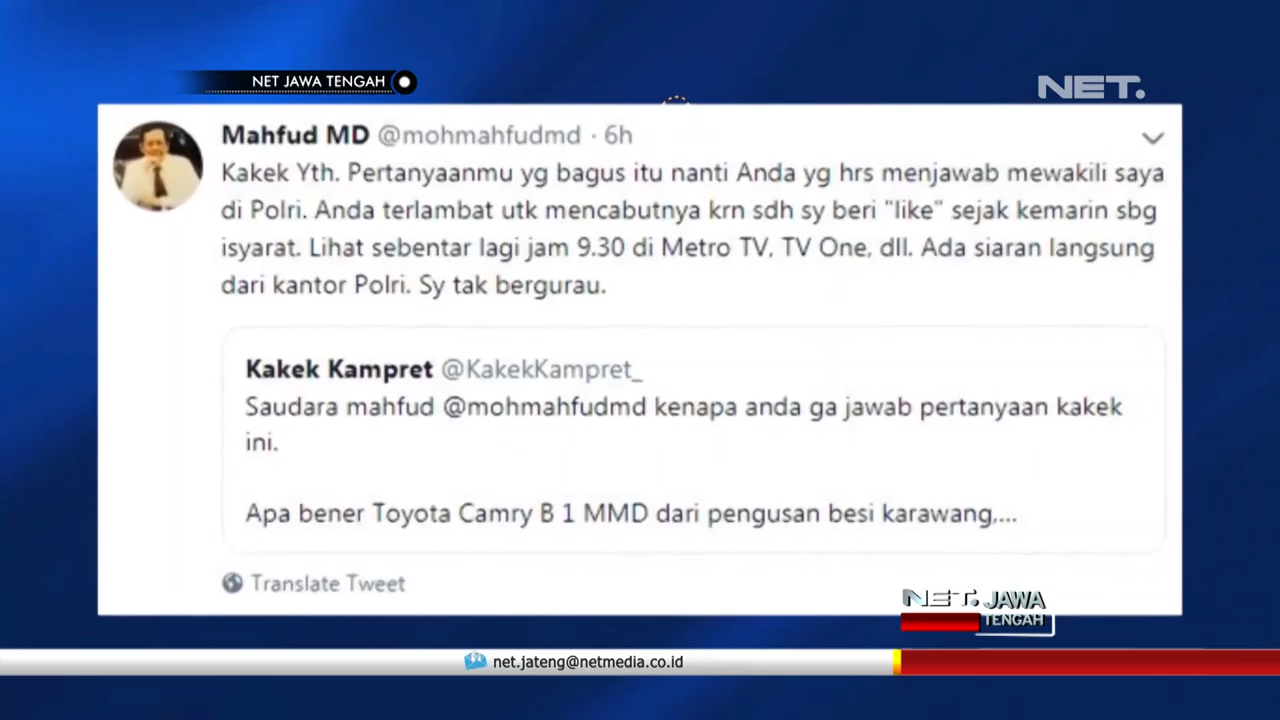 NET JAWA TENGAH
NET.
Mahfud MD @mohmahfudmd · 6h
Kakek Yth. Pertanyaanmu yg bagus itu nanti Anda yg hrs menjawab mewakili saya
di Polri. Anda terlambat utk mencabutnya krn sdh sy beri "like" sejak kemarin sbg
isyarat. Lihat sebentar lagi jam 9.30 di Metro TV, TV One, dll. Ada siaran langsung
dari kantor Polri. Sy tak bergurau.
Kakek Kampret @KakekKampret_
Saudara mahfud @mohmahfudmd kenapa anda ga jawab pertanyaan kakek
ini.
Apa bener Toyota Camry B 1 MMD dari pengusan besi karawang,...
Translate Tweet
NET. JAWA
TENGAH
net.jateng@netmedia.co.id